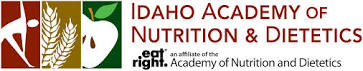 IDAHO ACADEMY OF
NUTRITION & DIETETICS
eat
right. an affiliate of the
Academy of Nutrition and Dietetics